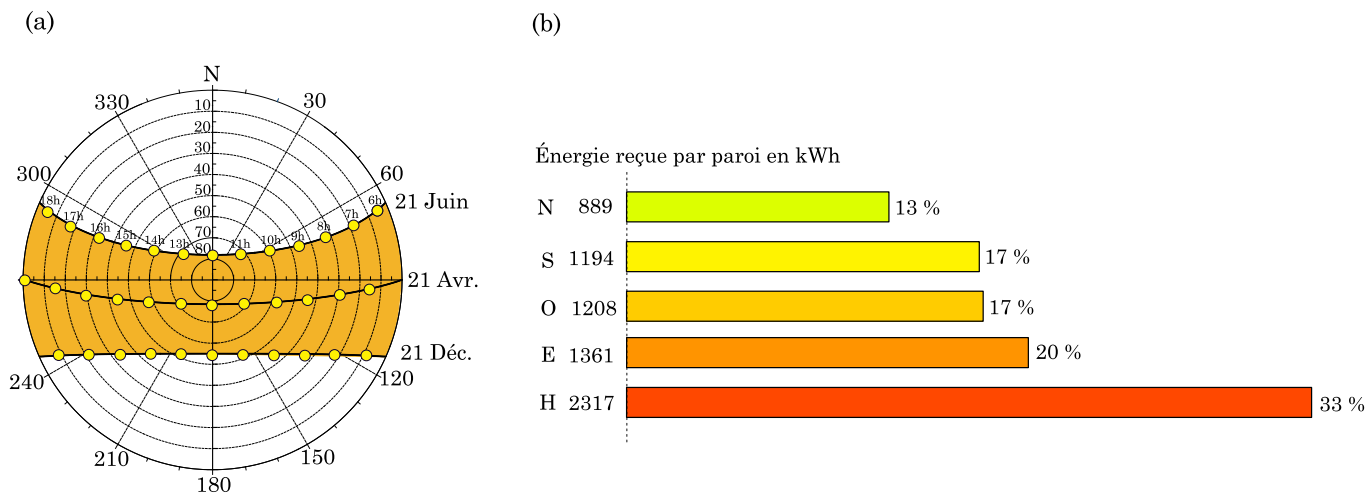 (a)
N
330
30
300
60
10
20
30
40
50
60
70
80
18h
17h
16h
15h
14h
13h
11h
10h
9h
8h
7h
6h
21 Juin
21 Avr.
21 Déc.
240
120
210
150
180
(b)
Énergie reçue par paroi en kWh
N 889 13 %
S 1194 17 %
O 1208 17 %
E 1361 20 %
H 2317 33 %